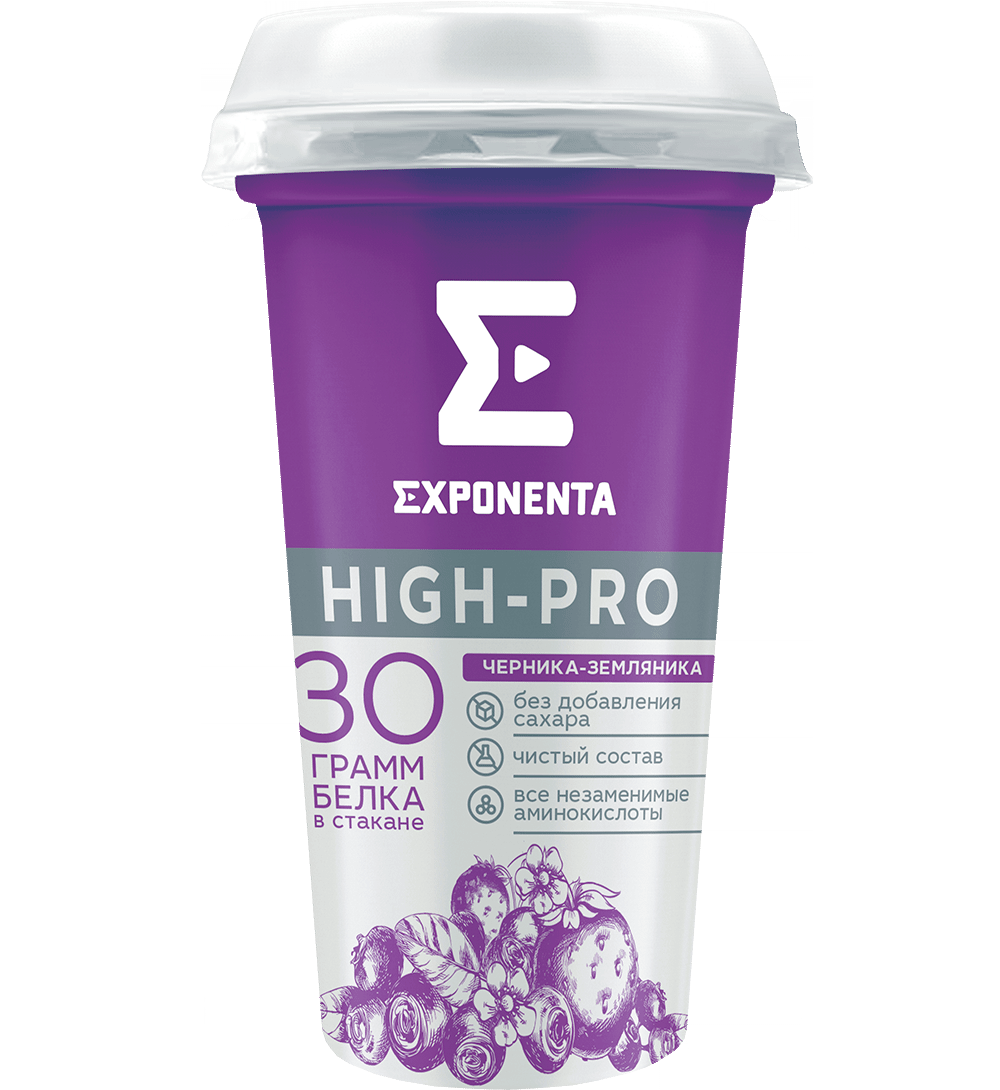 EXPONENTA
HIGH-PRO
30
ГРАММ
БЕЛКА
в стакане
ЧЕРНИКА-ЗЕМЛЯНИКА
без добавления
сахара
чистый состав
все незаменимые
аминокислоты